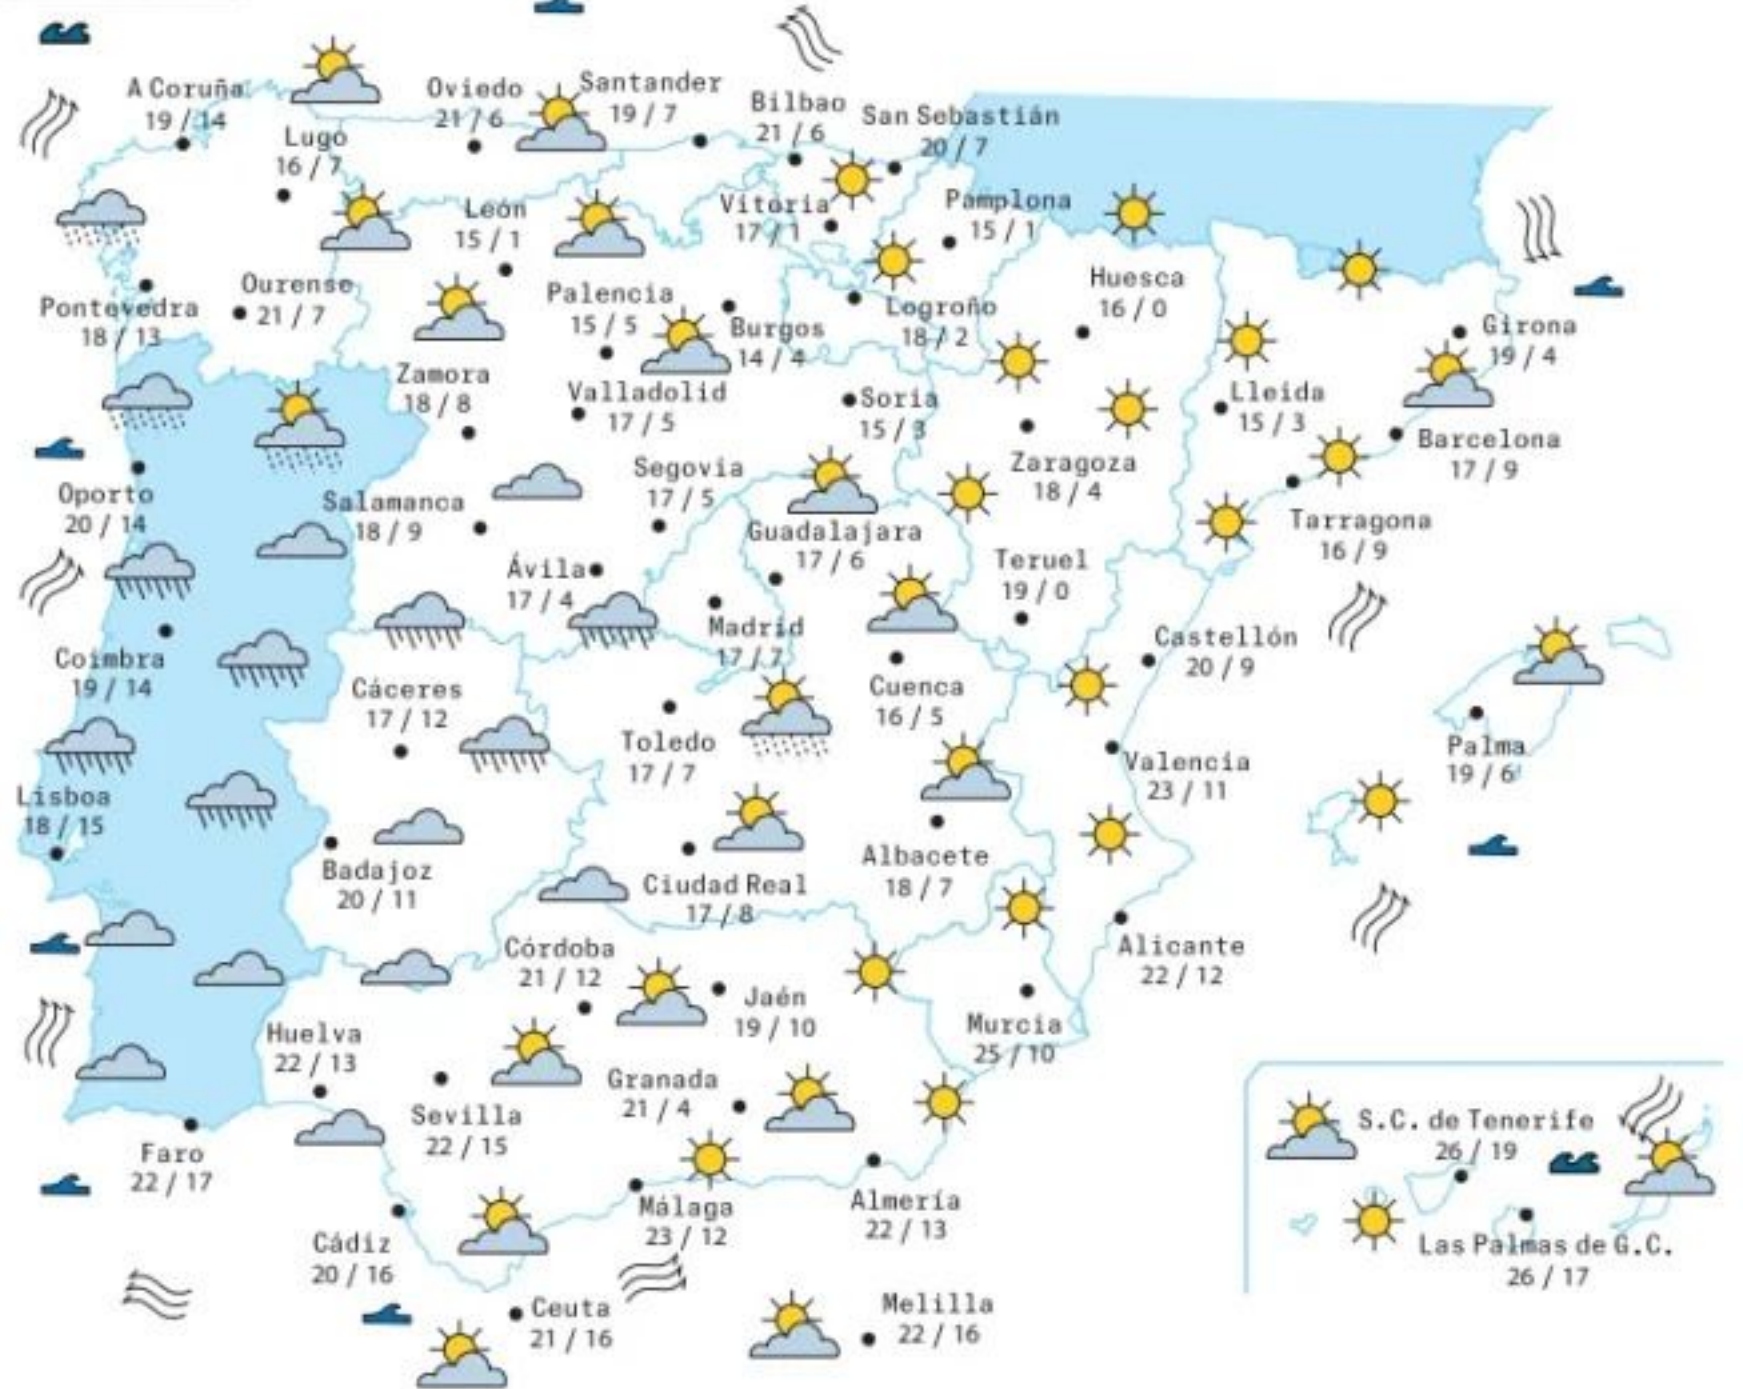 A Coruña
19 / 14
Lugo
16 / 7
Oviedo
21 / 6
Santander
19 / 7
Bilbao
21 / 6
San Sebastián
20 / 7
Vitoria
17 / 1
Pamplona
15 / 1
León
15 / 1
Ourense
21 / 7
Pontevedra
18 / 13
Palencia
15 / 5
Burgos
14 / 4
Logroño
18 / 2
Huesca
16 / 0
Girona
19 / 4
Zamora
18 / 8
Valladolid
17 / 5
Soria
15 / 3
Lleida
15 / 3
Barcelona
17 / 9
Zaragoza
18 / 4
Tarragona
16 / 9
Oporto
20 / 14
Salamanca
18 / 9
Segovia
17 / 5
Guadalajara
17 / 6
Ávila
17 / 4
Teruel
19 / 0
Madrid
17 / 7
Castellón
20 / 9
Coimbra
19 / 14
Cáceres
17 / 12
Cuenca
16 / 5
Toledo
17 / 7
Valencia
23 / 11
Palma
19 / 6
Lisboa
18 / 15
Badajoz
20 / 11
Ciudad Real
17 / 8
Albacete
18 / 7
Alicante
22 / 12
Córdoba
21 / 12
Jaén
19 / 10
Murcia
25 / 10
Huelva
22 / 13
Sevilla
22 / 15
Granada
21 / 4
Faro
22 / 17
Málaga
23 / 12
Almería
22 / 13
Cádiz
20 / 16
Ceuta
21 / 16
Melilla
22 / 16
S.C. de Tenerife
26 / 19
Las Palmas de G.C.
26 / 17